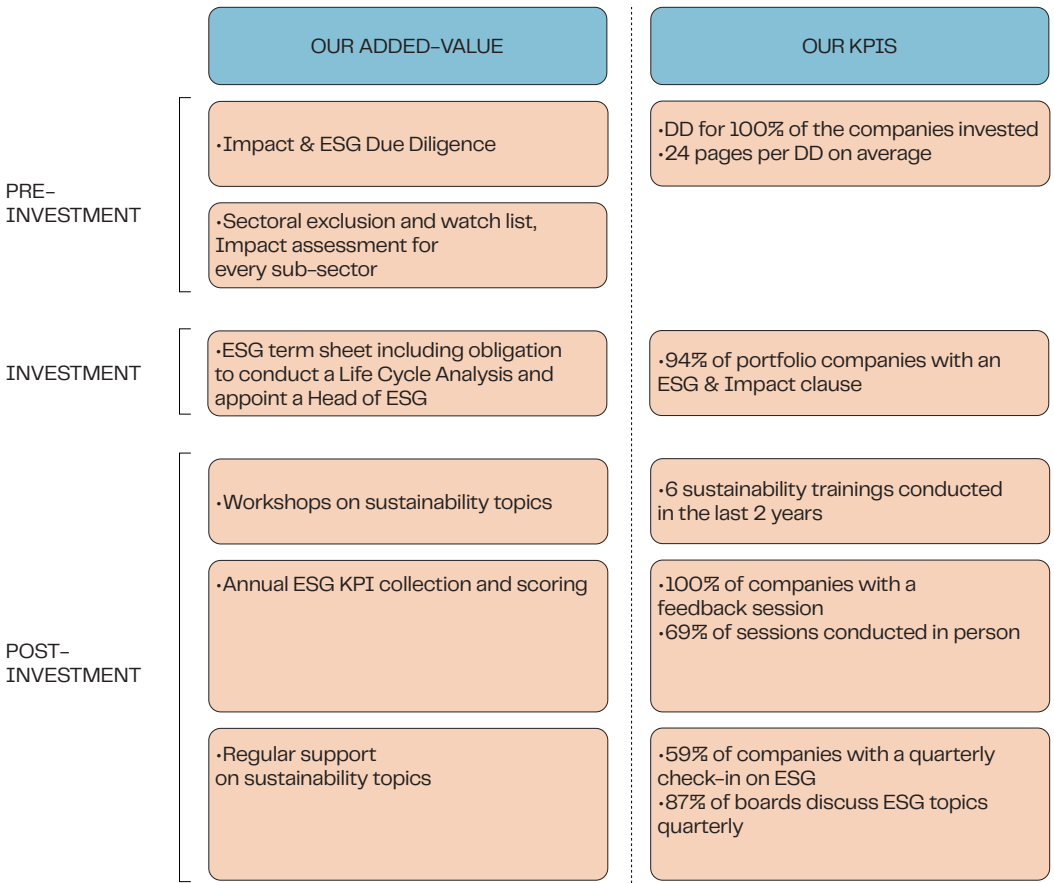 OUR ADDED-VALUE
OUR KPIS
PRE-
INVESTMENT
•Impact & ESG Due Diligence
•DD for 100% of the companies invested
•24 pages per DD on average
•Sectoral exclusion and watch list,
Impact assessment for
every sub-sector
INVESTMENT
•ESG term sheet including obligation
to conduct a Life Cycle Analysis and
appoint a Head of ESG
•94% of portfolio companies with an
ESG & Impact clause
POST-
INVESTMENT
•Workshops on sustainability topics
•6 sustainability trainings conducted
in the last 2 years
•Annual ESG KPI collection and scoring
•100% of companies with a
feedback session
•69% of sessions conducted in person
•Regular support
on sustainability topics
•59% of companies with a quarterly
check-in on ESG
•87% of boards discuss ESG topics
quarterly